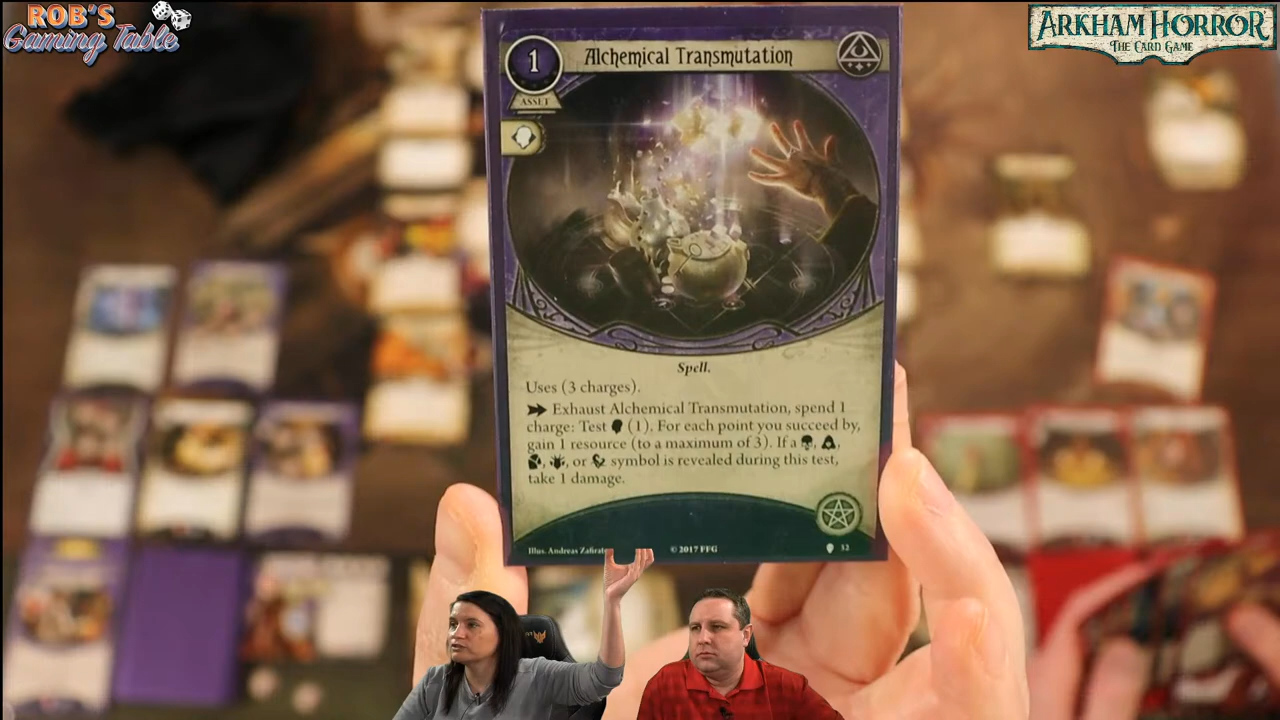 ROB'S
Gaming Table
ARKHAM HORROR
THE CARD GAME
1
Alchemical Transmutation
ASSET
Spell.
Uses (3 charges).
Exhaust Alchemical Transmutation, spend 1
charge: Test (1). For each point you succeed by,
gain 1 resource (to a maximum of 3). If a , ,
, , or symbol is revealed during this test,
take 1 damage.
Illus. Andreas
© 2017 FFG
32